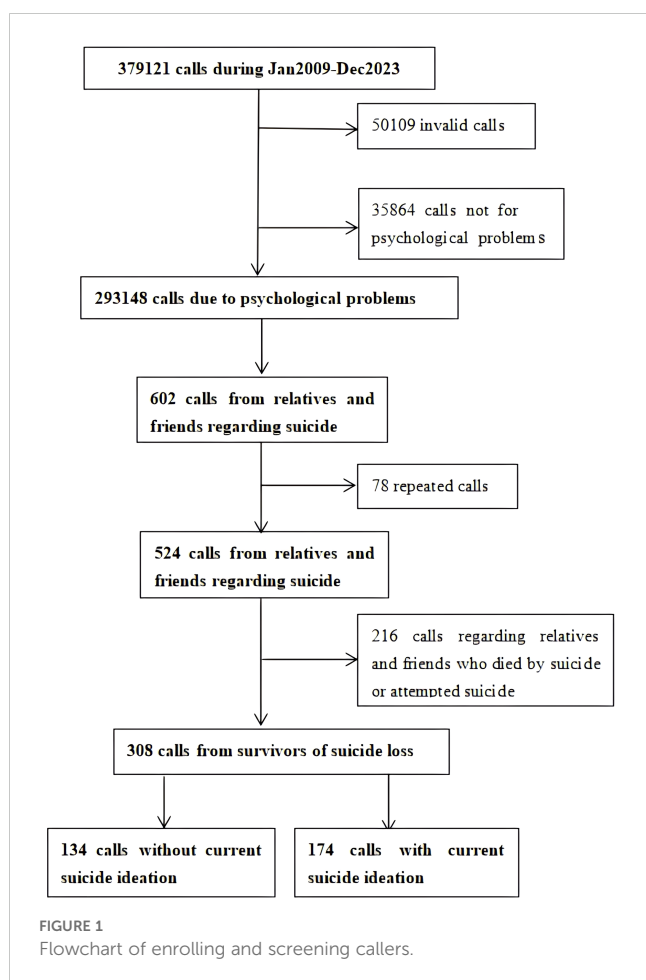 379121 calls during Jan2009-Dec2023
50109 invalid calls
35864 calls not for
psychological problems
293148 calls due to psychological problems
602 calls from relatives and
friends regarding suicide
78 repeated calls
524 calls from relatives and
friends regarding suicide
216 calls regarding relatives
and friends who died by suicide
or attempted suicide
308 calls from survivors of suicide loss
134 calls without current
suicide ideation
174 calls with current
suicide ideation
FIGURE 1
Flowchart of enrolling and screening callers.